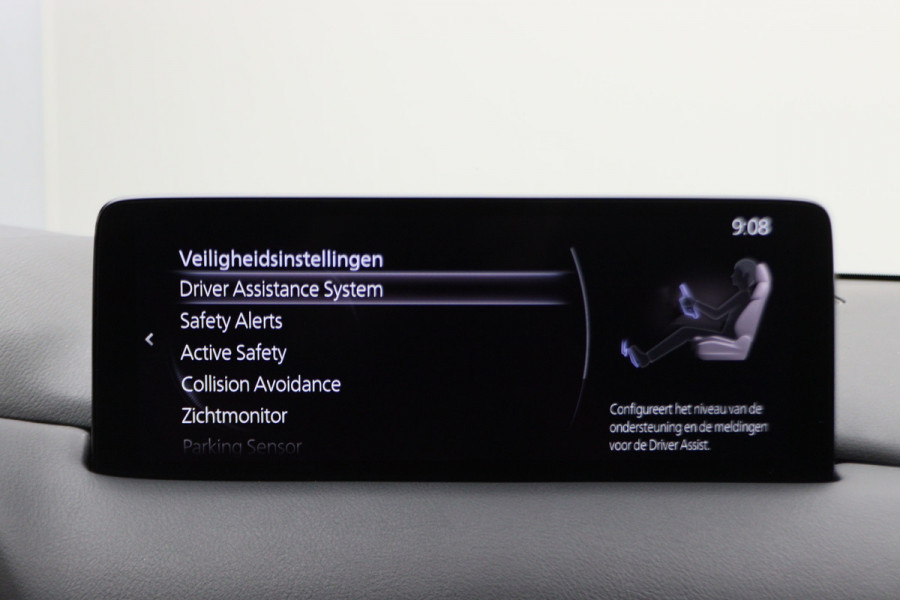 9:08
Veiligheidsinstellingen
Driver Assistance System
Safety Alerts
Active Safety
Collision Avoidance
Zichtmonitor
Parking Sensor
Configureert het niveau van de
ondersteuning en de meldingen
voor de Driver Assist.